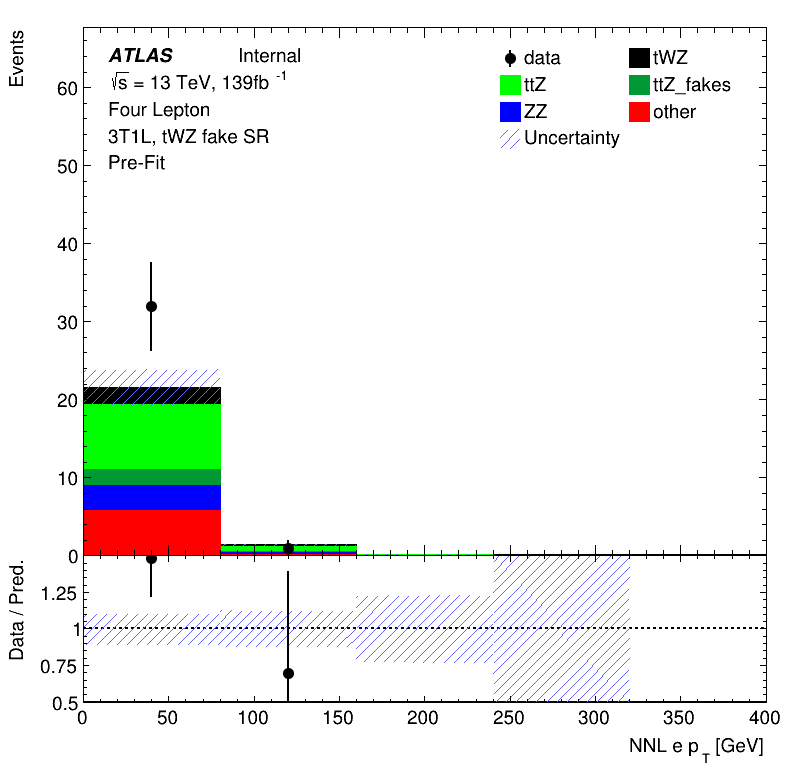 Events
ATLAS Internal
√s = 13 TeV, 139fb⁻¹
Four Lepton
3T1L, tWZ fake SR
Pre-Fit
data
tWZ
ttZ
ttZ_fakes
ZZ
other
Uncertainty
60
50
40
30
20
10
0
Data / Pred.
1.25
1
0.75
0.5
0 50 100 150 200 250 300 350 400
NNL e p_T [GeV]